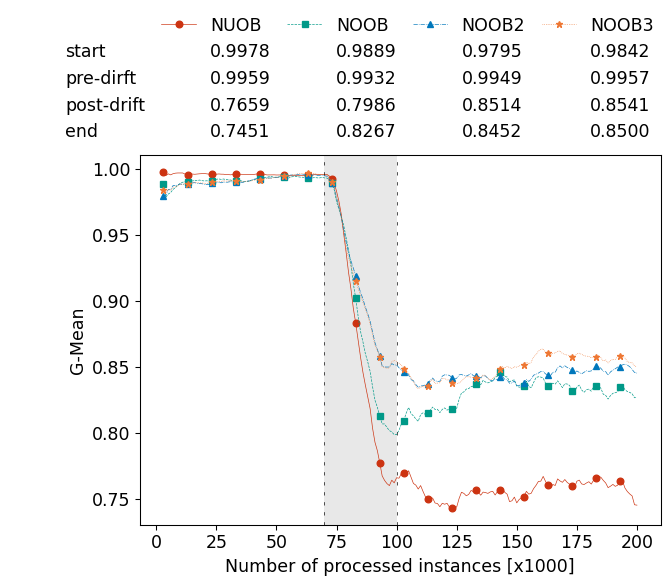 NUOB NOOB NOOB2 NOOB3
start 0.9978 0.9889 0.9795 0.9842
pre-dirft 0.9959 0.9932 0.9949 0.9957
post-drift 0.7659 0.7986 0.8514 0.8541
end 0.7451 0.8267 0.8452 0.8500
1.00
0.95
0.90
0.85
0.80
0.75
G-Mean
0 25 50 75 100 125 150 175 200
Number of processed instances [x1000]